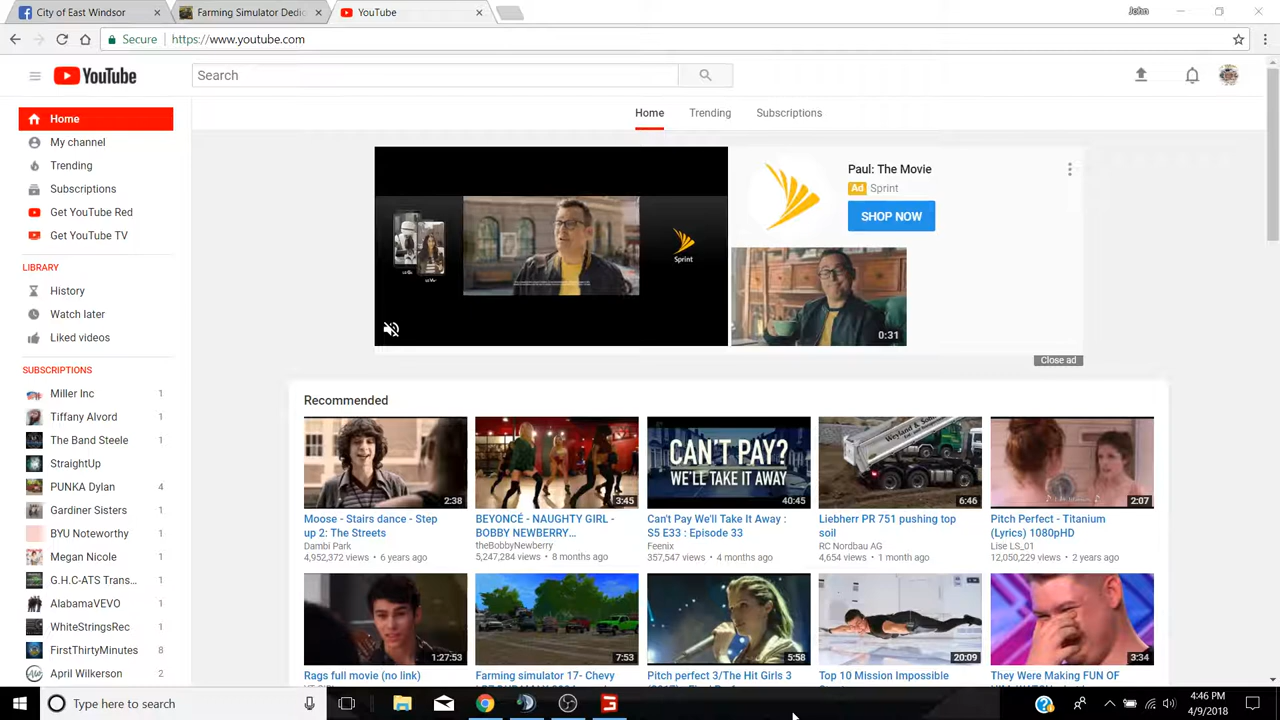 City of East Windsor
Farming Simulator Dedic
YouTube
John
Secure
https://www.youtube.com
YouTube
Search
Home
Trending
Subscriptions
Home
My channel
Trending
Subscriptions
Get YouTube Red
Get YouTube TV
LIBRARY
History
Watch later
Liked videos
SUBSCRIPTIONS
Miller Inc 1
Tiffany Alvord 1
The Band Steele 1
StraightUp 1
PUNKA Dylan 4
Gardiner Sisters 1
BYU Noteworthy 1
Megan Nicole 1
G.H.C-ATS Trans... 1
AlabamaVEVO 1
WhiteStringsRec 1
FirstThirtyMinutes 8
April Wilkerson 1
Sprint
Paul: The Movie
Ad Sprint
SHOP NOW
0:31
Close ad
Recommended
2:38
Moose - Stairs dance - Step
up 2: The Streets
Dambi Park
4,952,372 views • 6 years ago
3:45
BEYONCÉ - NAUGHTY GIRL -
BOBBY NEWBERRY...
theBobbyNewberry
5,247,284 views • 8 months ago
CAN'T PAY?
WE'LL TAKE IT AWAY
40:45
Can't Pay We'll Take It Away :
S5 E33 : Episode 33
Feenix
357,547 views • 4 months ago
Weyland & 
6:46
Liebherr PR 751 pushing top
soil
RC Nordbau AG
4,654 views • 1 month ago
2:07
Pitch Perfect - Titanium
(Lyrics) 1080pHD
Lise LS_01
12,050,229 views • 2 years ago
1:27:53
Rags full movie (no link)
7:53
Farming simulator 17- Chevy
5:58
Pitch perfect 3/The Hit Girls 3
20:09
Top 10 Mission Impossible
3:34
They Were Making FUN OF
Type here to search
4:46 PM
4/9/2018